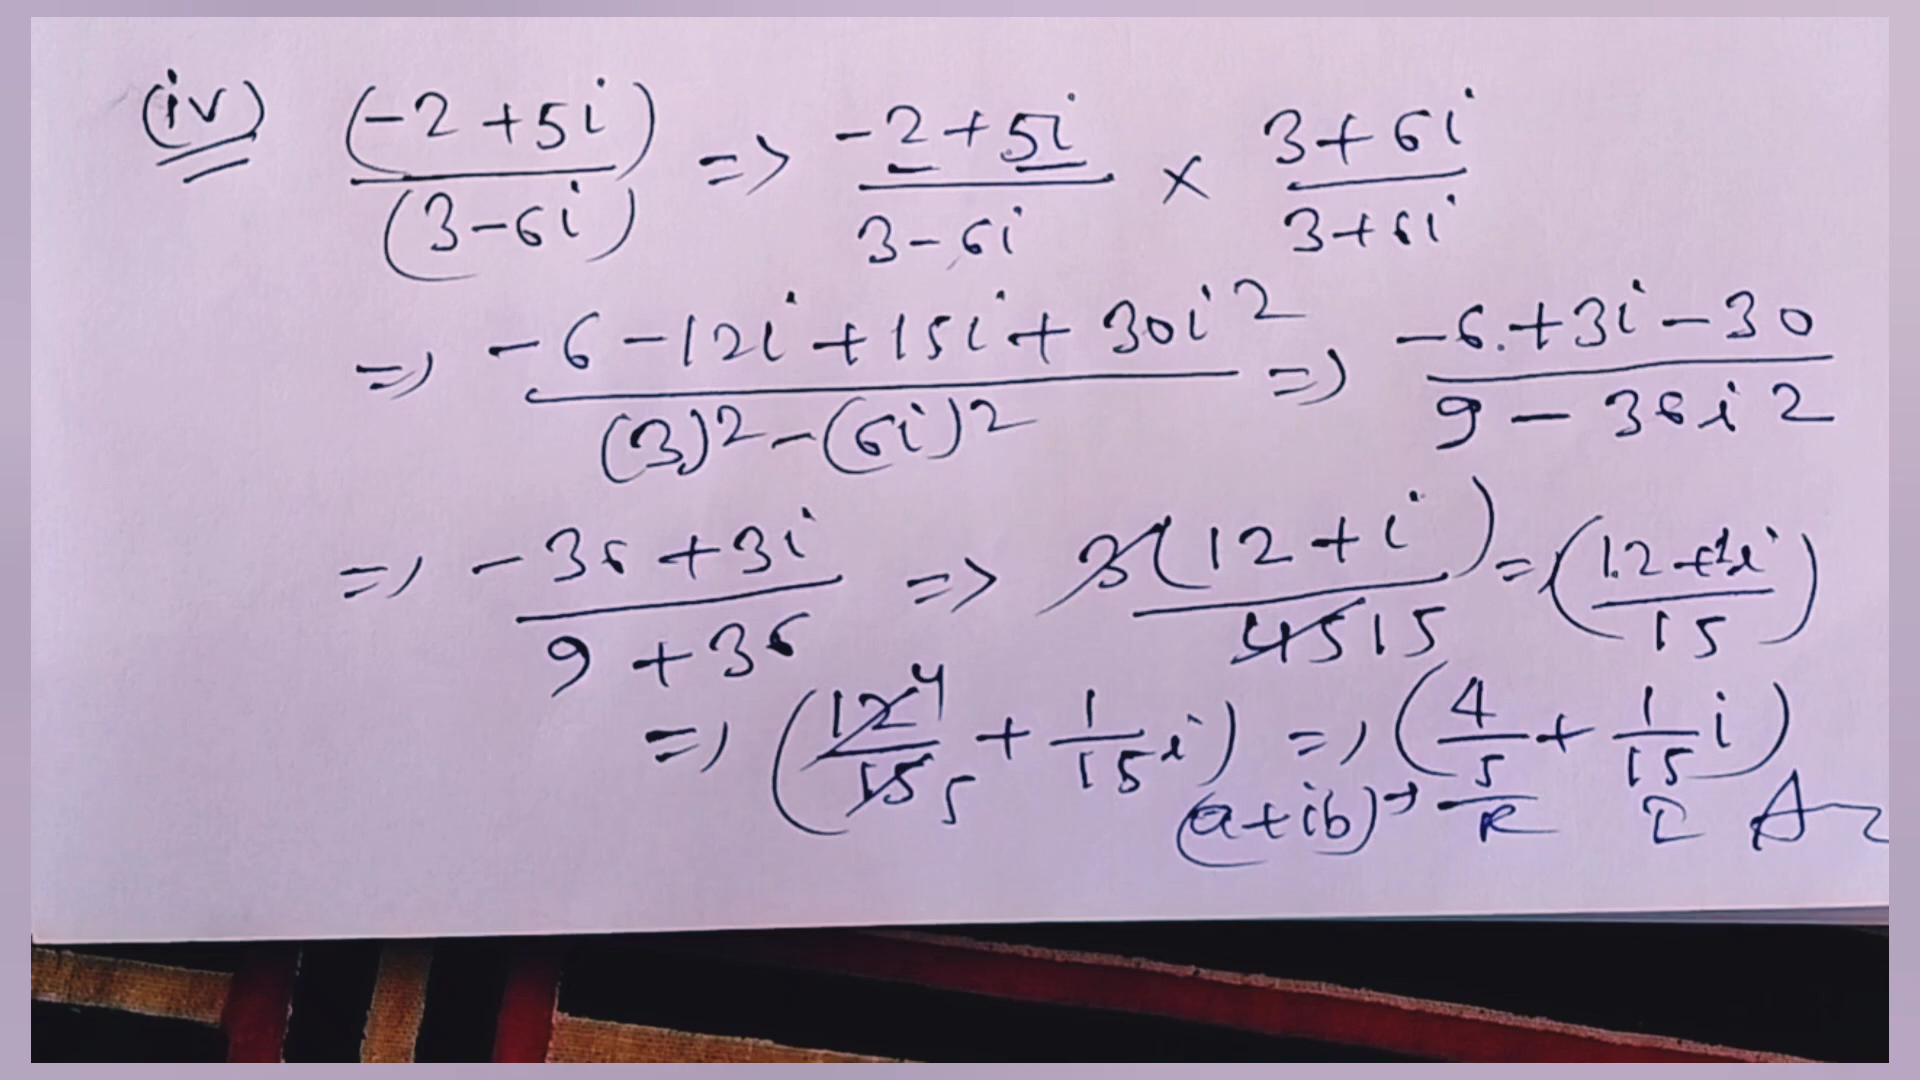 (iv) (-2+5i)/(3-6i) => -2+5i/3-6i × 3+6i/3+6i
=> -6-12i+15i+30i²/(3)²-(6i)² => -6+3i-30/9-36i²
=> -36+3i/9+36 => 3(12+i)/45 15 = (12+1i/15)
=> (12/15 4 5 + 1/15 i) => (4/5 + 1/15 i)
(a+ib)→ R I A